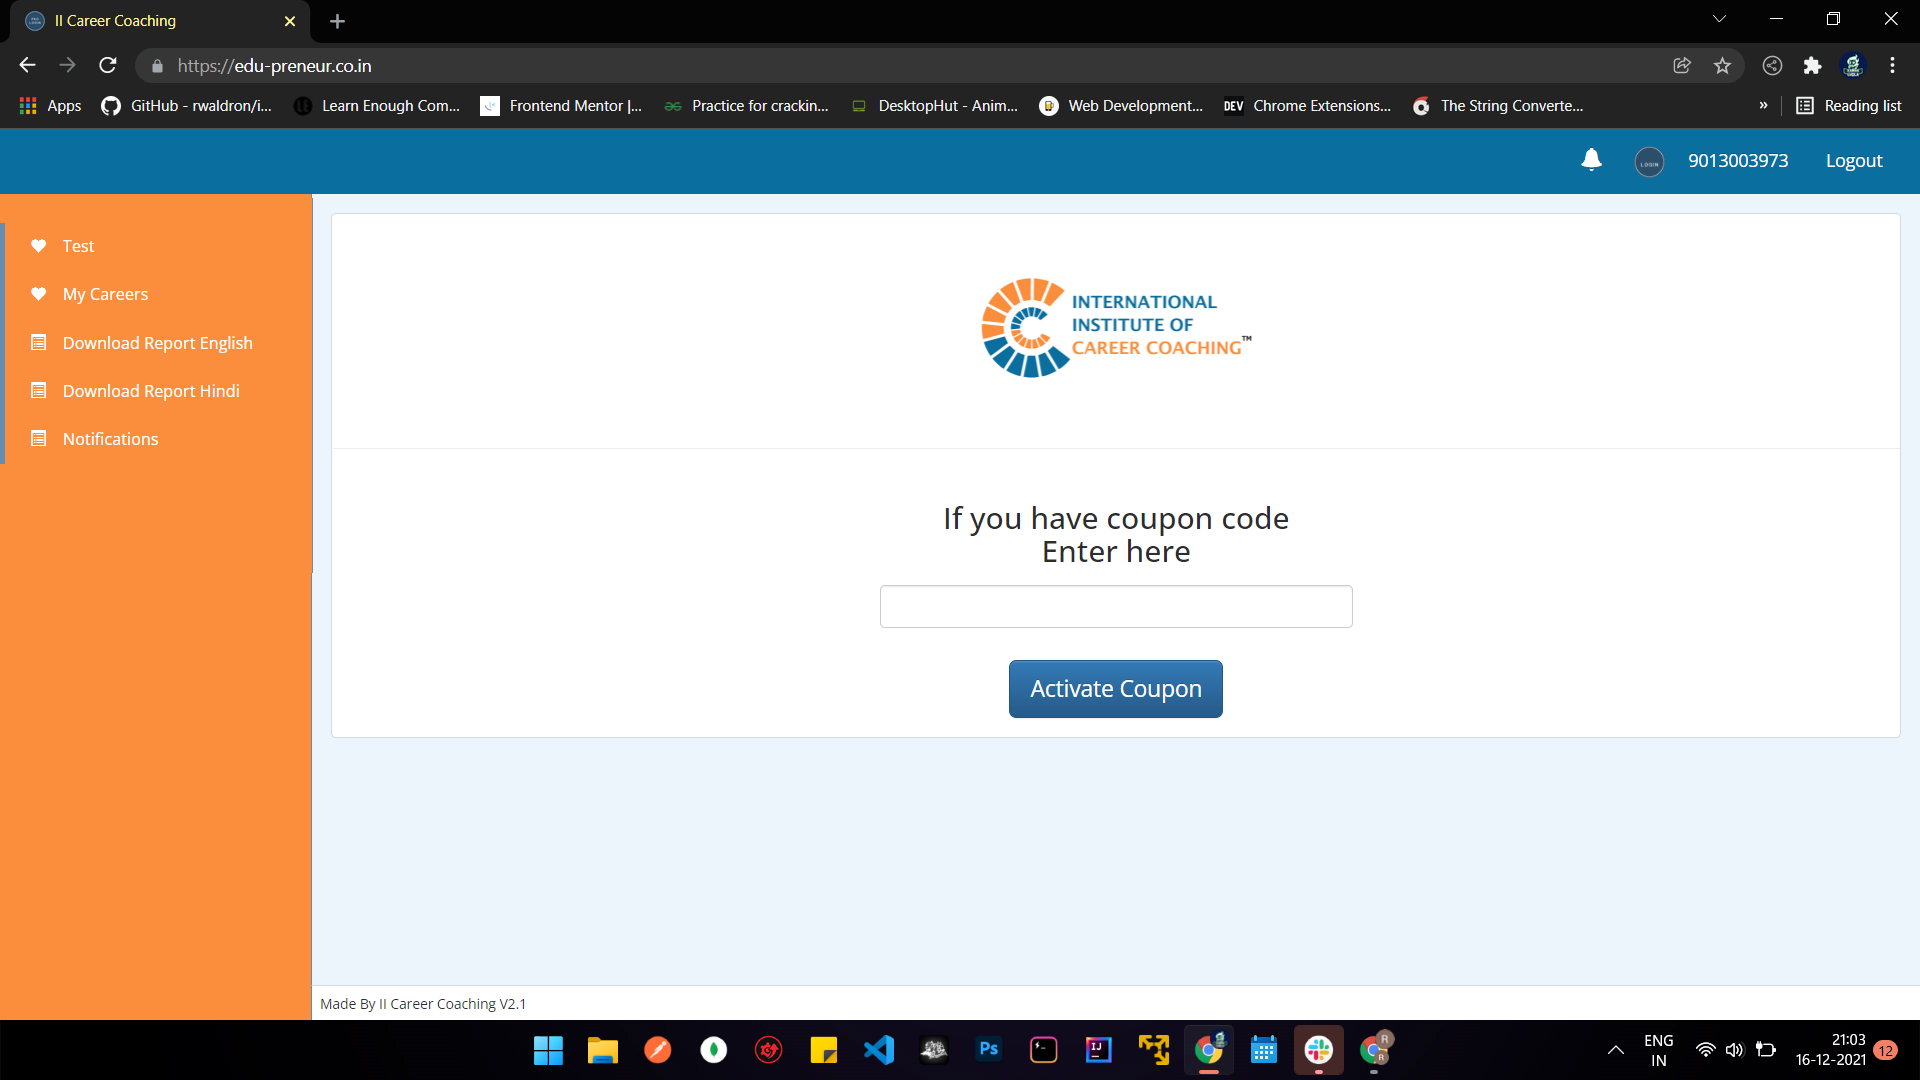 II Career Coaching
https://edu-preneur.co.in
Apps
GitHub - rwaldron/i...
Learn Enough Com...
Frontend Mentor |...
Practice for crackin...
DesktopHut - Anim...
Web Development...
DEV
Chrome Extensions...
The String Converte...
»
Reading list
LOGIN
9013003973
Logout
Test
My Careers
Download Report English
Download Report Hindi
Notifications
INTERNATIONAL
INSTITUTE OF
CAREER COACHING™
If you have coupon code
Enter here
Activate Coupon
Made By II Career Coaching V2.1
Ps
IJ
R
R
ENG
IN
21:03
16-12-2021
12